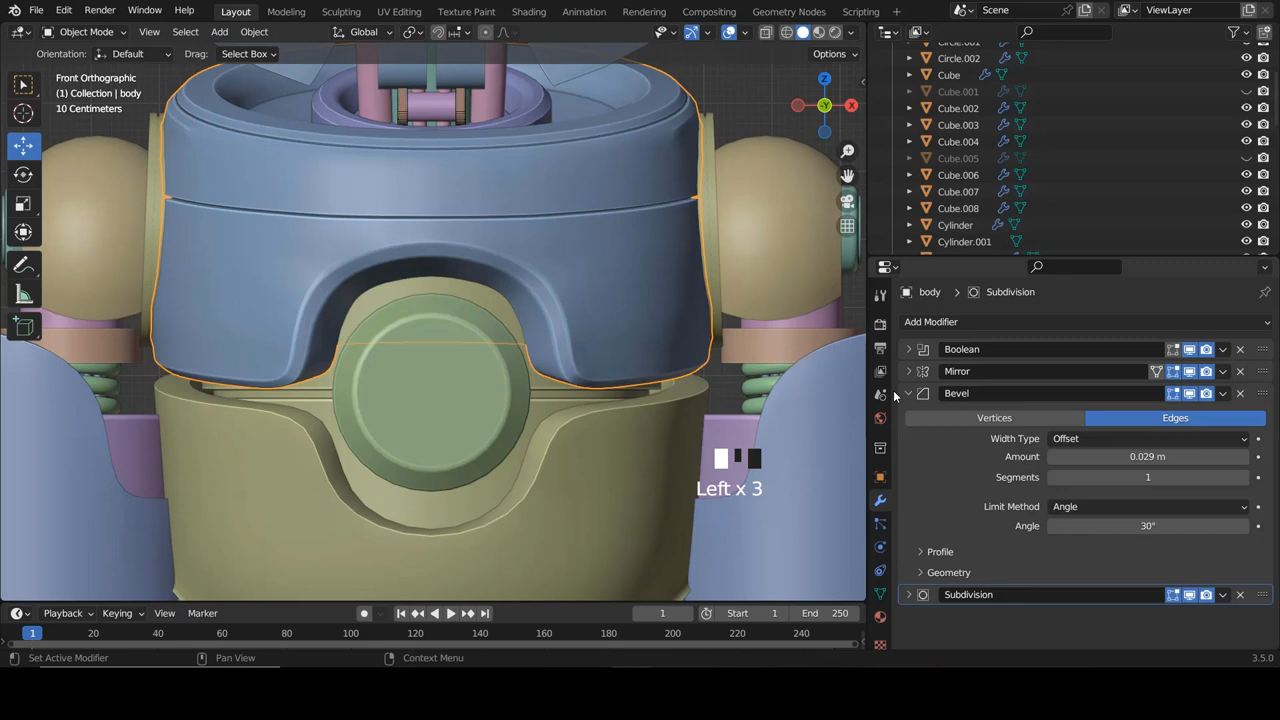 File Edit Render Window Help Layout Modeling Sculpting UV Editing Texture Paint Shading Animation Rendering Compositing Geometry Nodes Scripting + Scene ViewLayer
Object Mode View Select Add Object Global
Orientation: Default Drag: Select Box Options
Front Orthographic
(1) Collection | body
10 Centimeters
Z
Y
X
Circle.001
Circle.002
Cube
Cube.001
Cube.002
Cube.003
Cube.004
Cube.005
Cube.006
Cube.007
Cube.008
Cylinder
Cylinder.001
body > Subdivision
Add Modifier
Boolean
Mirror
Bevel
Vertices Edges
Width Type Offset
Amount 0.029 m
Segments 1
Limit Method Angle
Angle 30°
Profile
Geometry
Subdivision
Left x 3
Playback Keying View Marker 1 Start 1 End 250
1 20 40 60 80 100 120 140 160 180 200 220 240
Set Active Modifier Pan View Context Menu 3.5.0